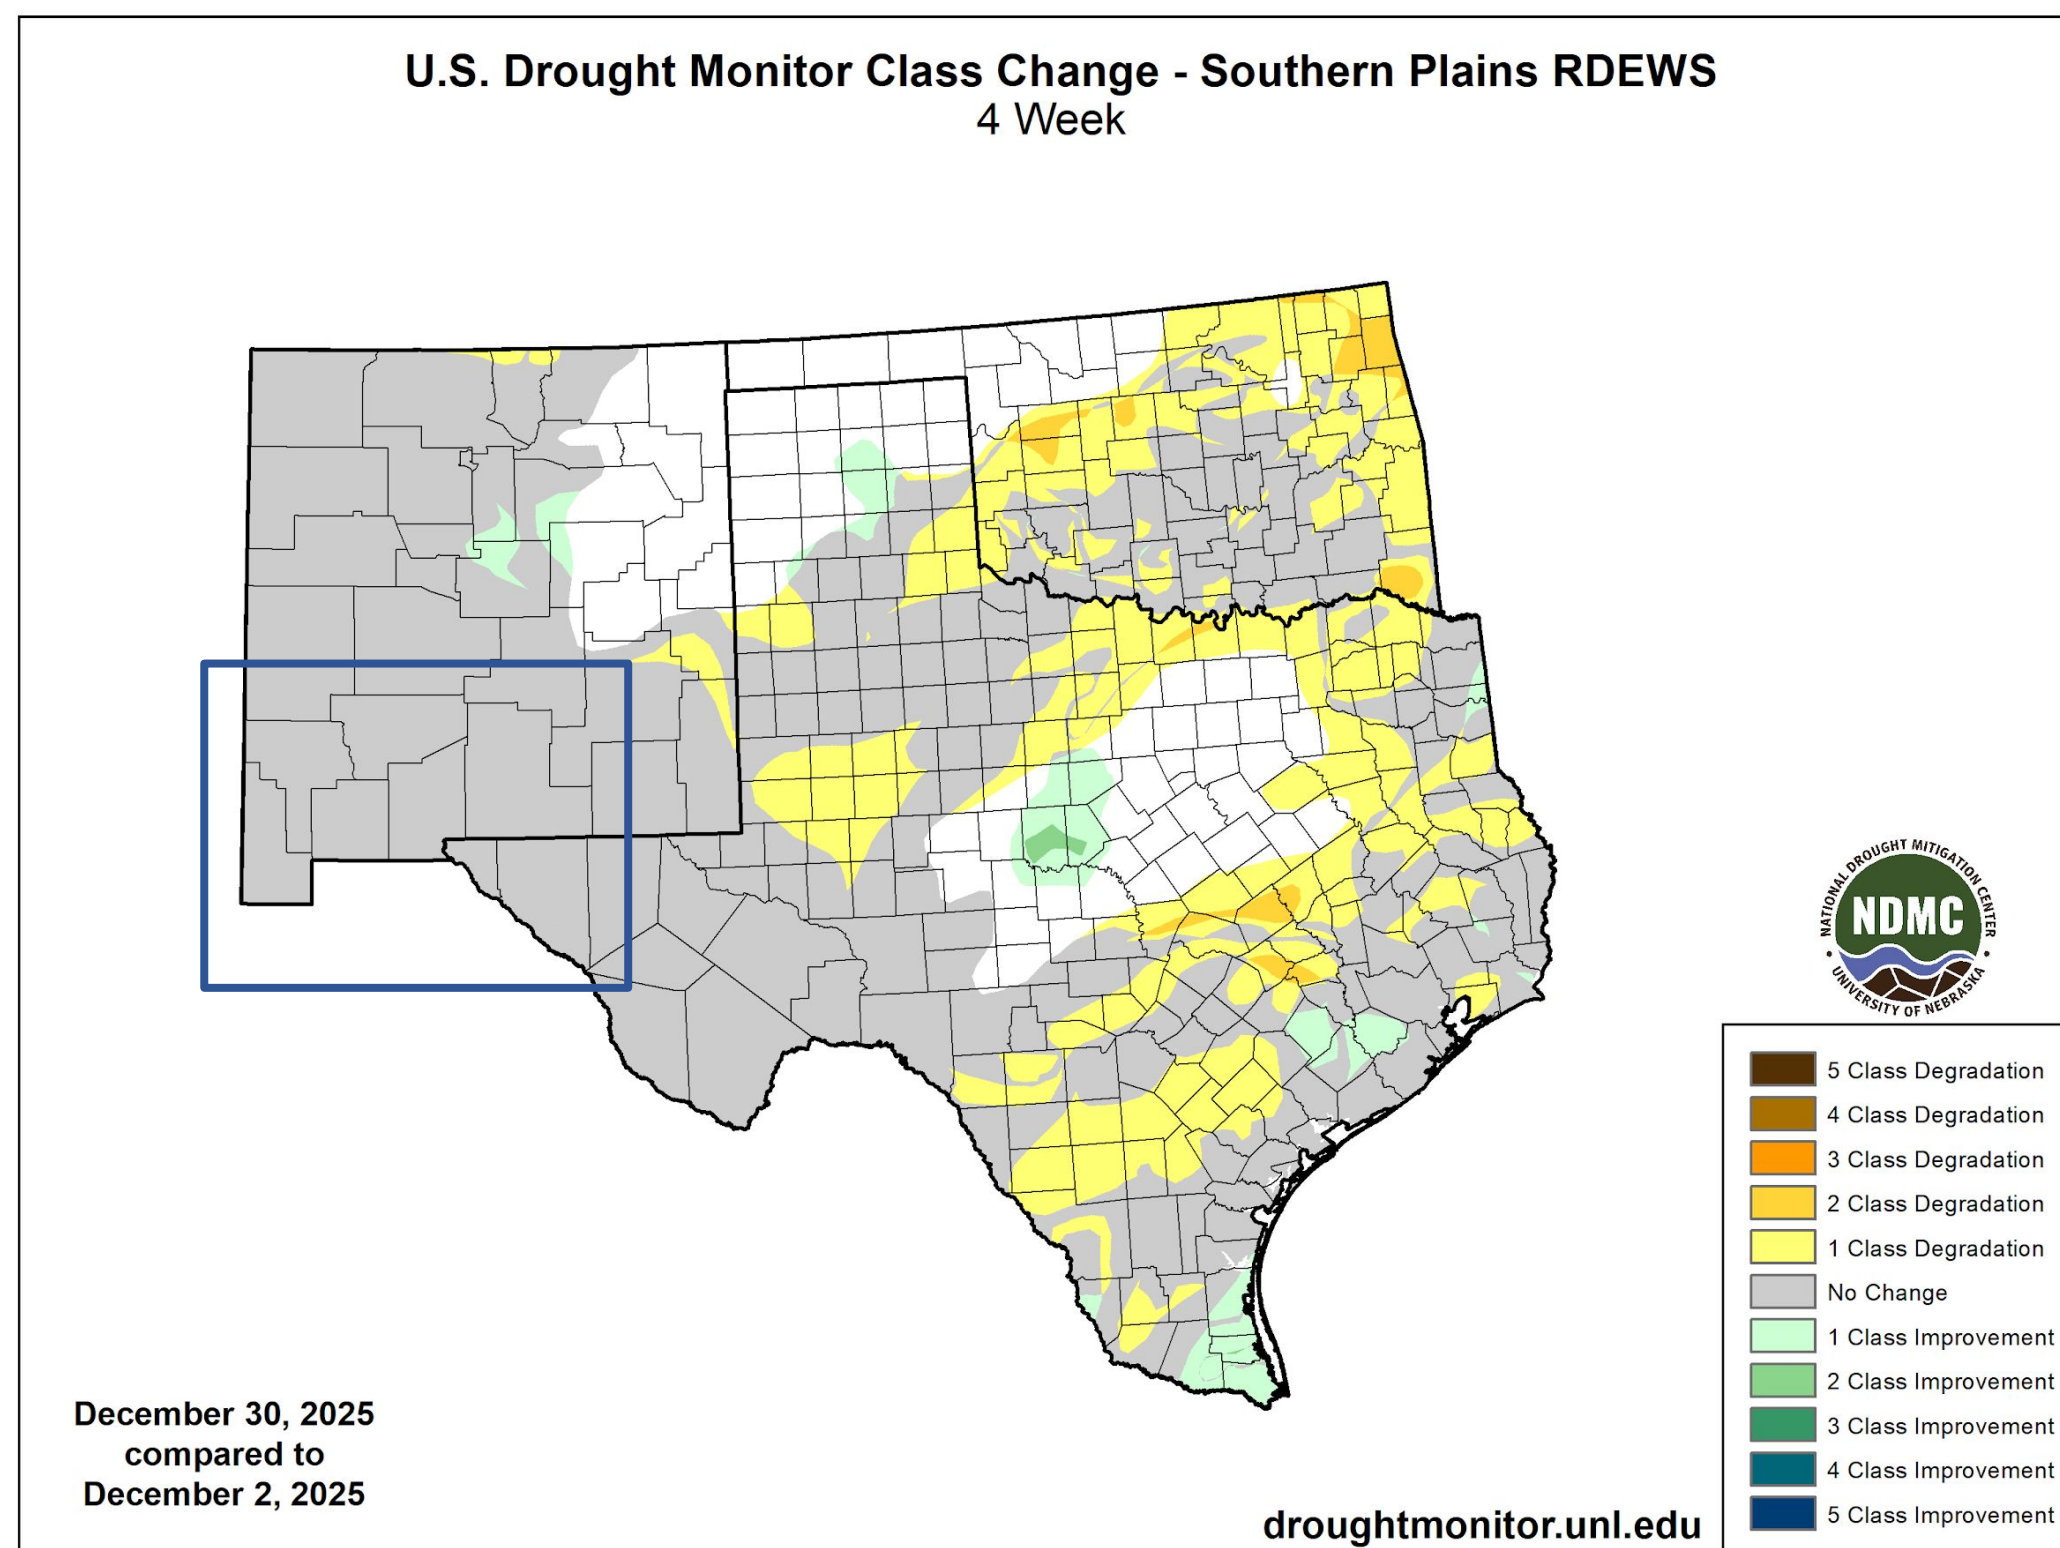 U.S. Drought Monitor Class Change - Southern Plains RDEWS
4 Week
NATIONAL DROUGHT MITIGATION CENTER
NDMC
UNIVERSITY OF NEBRASKA
5 Class Degradation
4 Class Degradation
3 Class Degradation
2 Class Degradation
1 Class Degradation
No Change
1 Class Improvement
2 Class Improvement
3 Class Improvement
4 Class Improvement
5 Class Improvement
December 30, 2025
compared to
December 2, 2025
droughtmonitor.unl.edu